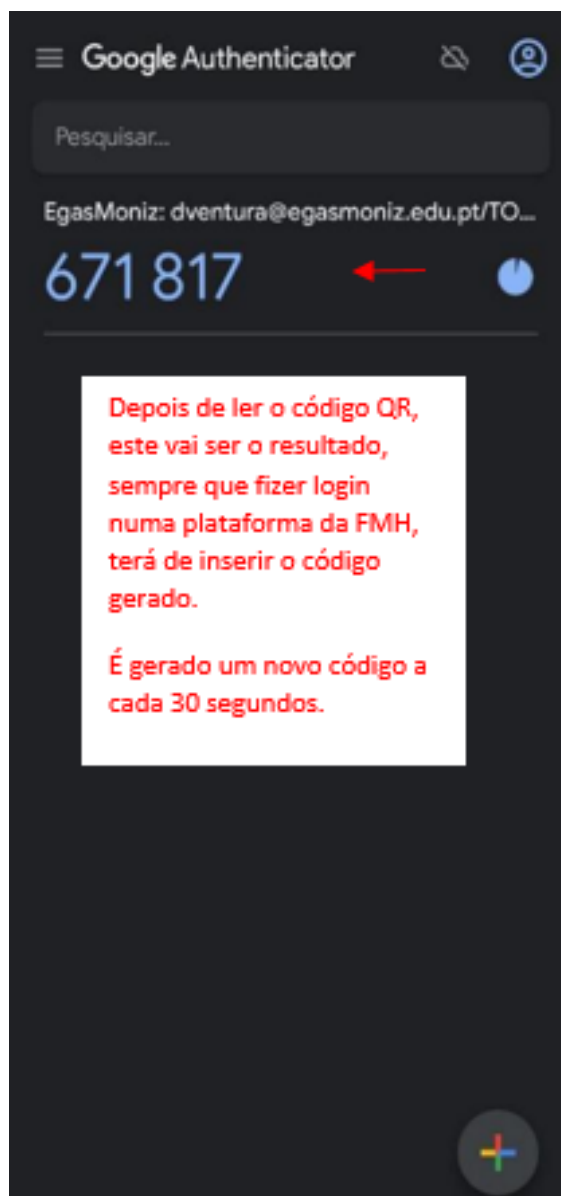 Google Authenticator
Pesquisar...
EgasMoniz: dventura@egasmoniz.edu.pt/TO...
671 817
Depois de ler o código QR,
este vai ser o resultado,
sempre que fizer login
numa plataforma da FMH,
terá de inserir o código
gerado.
É gerado um novo código a
cada 30 segundos.